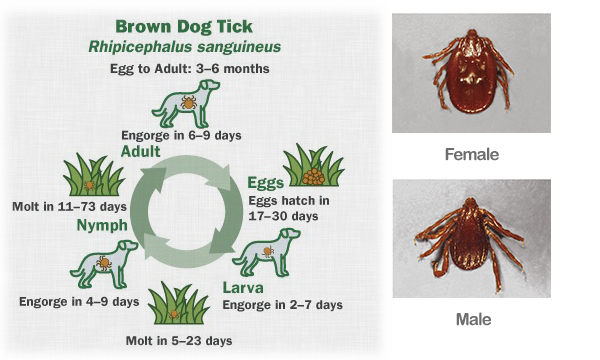 Brown Dog Tick
Rhipicephalus sanguineus
Egg to Adult: 3–6 months
Engorge in 6–9 days
Adult
Eggs
Eggs hatch in
17–30 days
Larva
Engorge in 2–7 days
Molt in 5–23 days
Engorge in 4–9 days
Nymph
Molt in 11–73 days
Female
Male